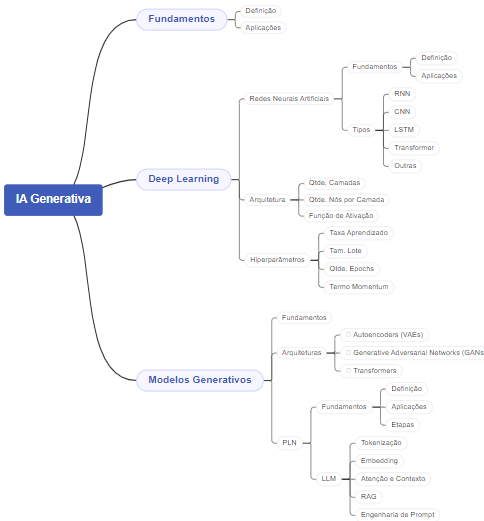 IA Generativa
Fundamentos
Definição
Aplicações
Deep Learning
Redes Neurais Artificiais
Fundamentos
Definição
Aplicações
Tipos
RNN
CNN
LSTM
Transformer
Outras
Arquitetura
Qtde, Camadas
Qtde. Nós por Camada
Função de Ativação
Hiperparâmetros
Taxa Aprendizado
Tam. Lote
Qtde. Epochs
Termo Momentum
Modelos Generativos
Fundamentos
Arquiteturas
Autoencoders (VAEs)
Generative Adversarial Networks (GANs
Transformers
PLN
Fundamentos
Definição
Aplicações
Etapas
LLM
Tokenização
Embedding
Atenção e Contexto
RAG
Engenharia de Prompt